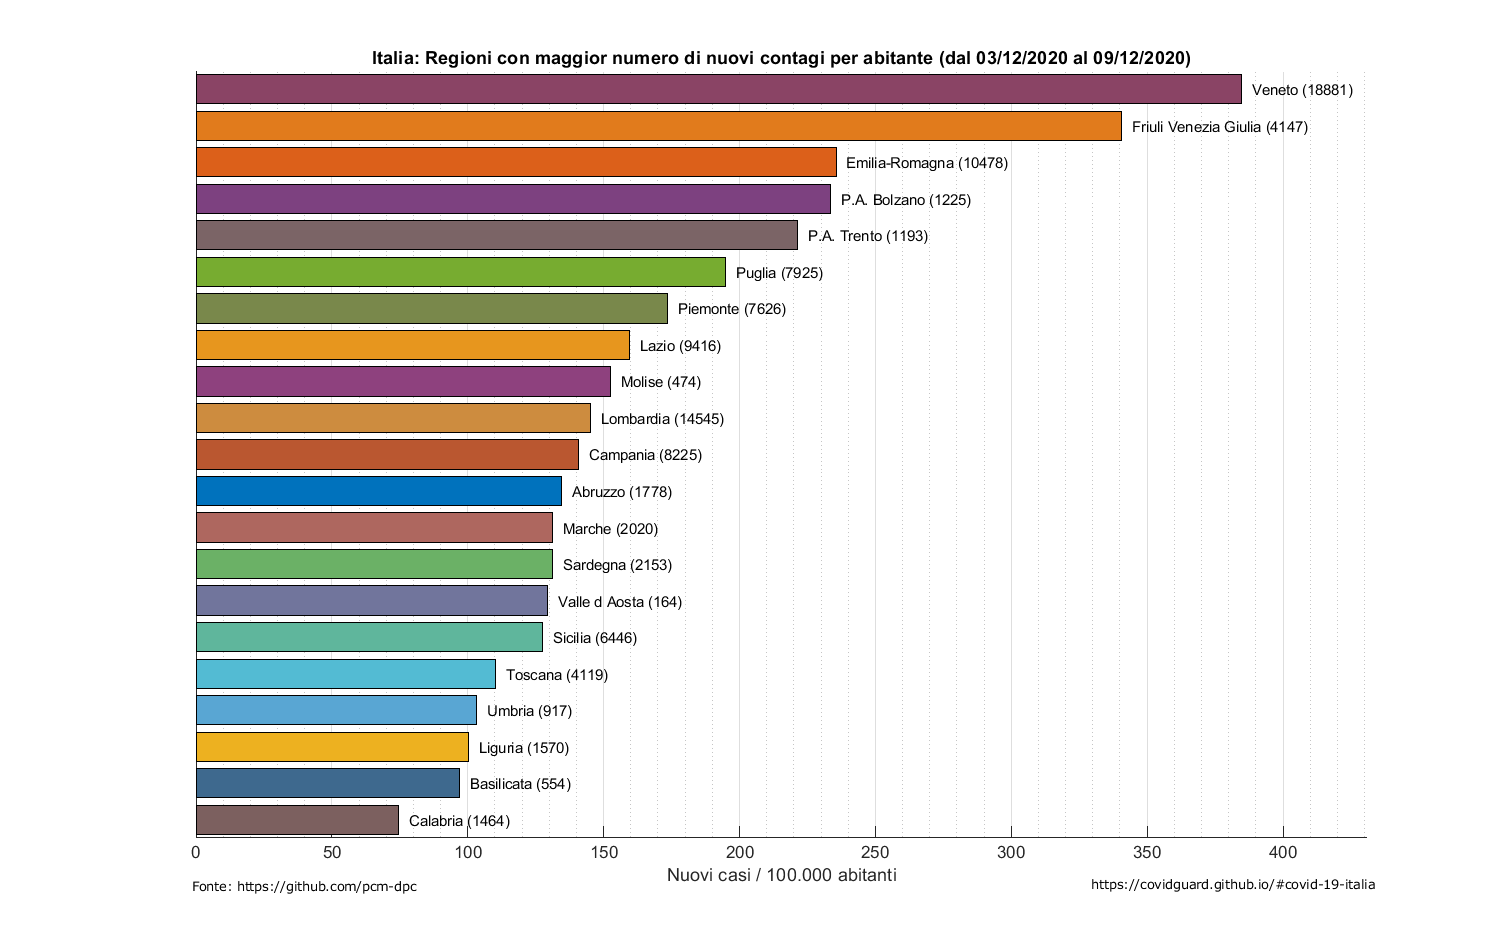 Italia: Regioni con maggior numero di nuovi contagi per abitante (dal 03/12/2020 al 09/12/2020)
Veneto (18881)
Friuli Venezia Giulia (4147)
Emilia-Romagna (10478)
P.A. Bolzano (1225)
P.A. Trento (1193)
Puglia (7925)
Piemonte (7626)
Lazio (9416)
Molise (474)
Lombardia (14545)
Campania (8225)
Abruzzo (1778)
Marche (2020)
Sardegna (2153)
Valle d Aosta (164)
Sicilia (6446)
Toscana (4119)
Umbria (917)
Liguria (1570)
Basilicata (554)
Calabria (1464)
0 50 100 150 200 250 300 350 400
Nuovi casi / 100.000 abitanti
Fonte: https://github.com/pcm-dpc
https://covidguard.github.io/#covid-19-italia